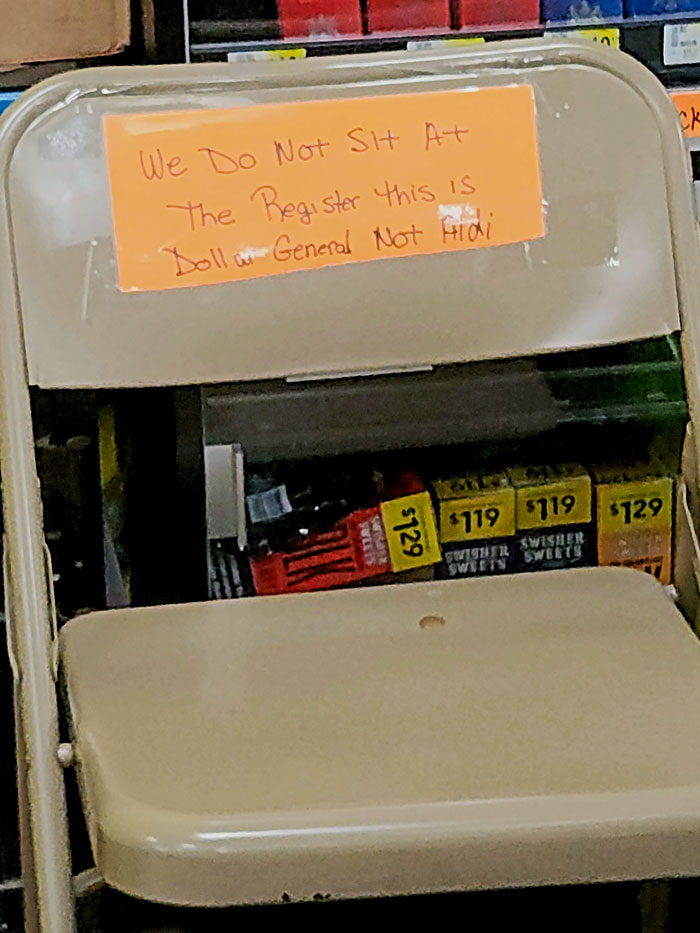 We Do Not Sit At
The Register this is
Dollar General Not Aldi
ck
$129
$119
$119
$129
SWISHER
SWEETS
SWISHER
SWEETS